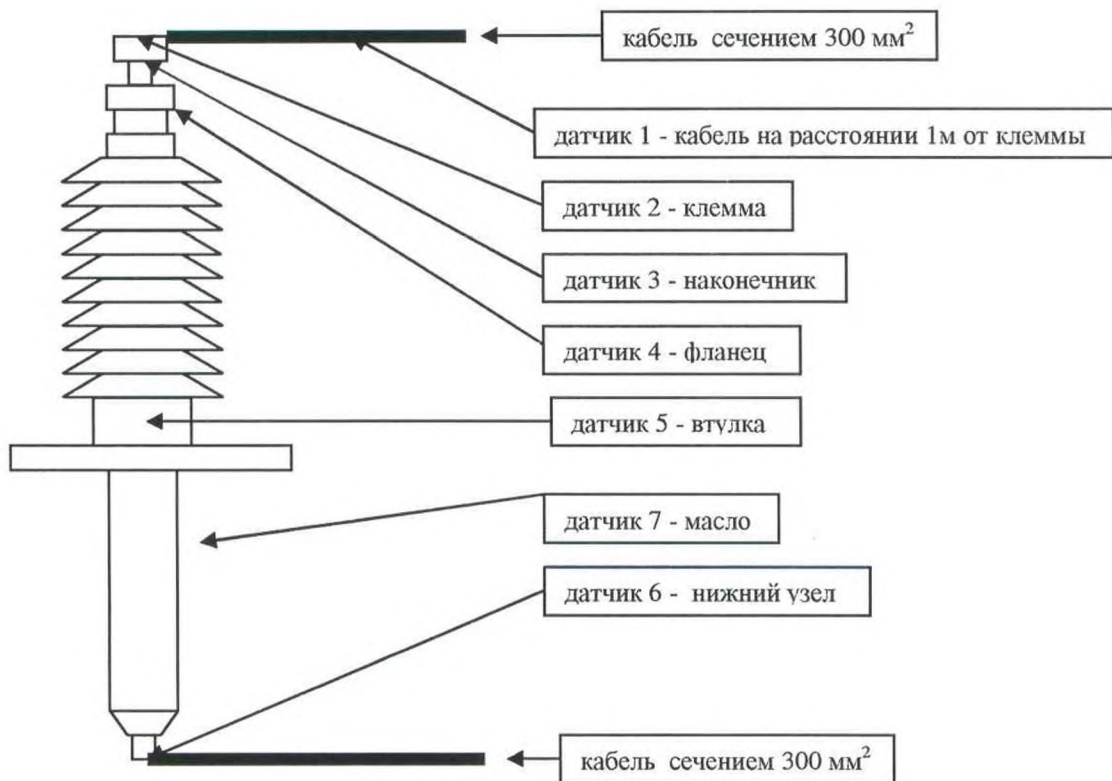 кабель сечением 300 мм²
датчик 1 - кабель на расстоянии 1м от клеммы
датчик 2 - клемма
датчик 3 - наконечник
датчик 4 - фланец
датчик 5 - втулка
датчик 7 - масло
датчик 6 - нижний узел
кабель сечением 300 мм²